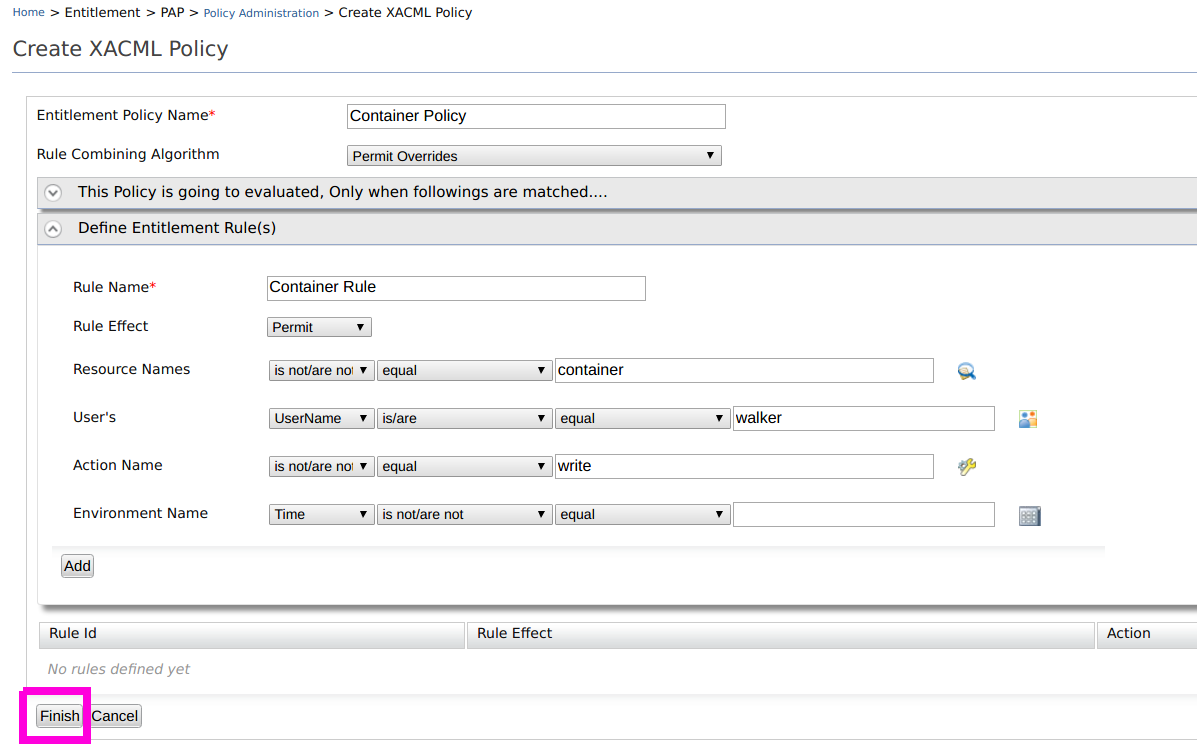 Home > Entitlement > PAP > Policy Administration > Create XACML Policy
Create XACML Policy
Entitlement Policy Name* Container Policy
Rule Combining Algorithm Permit Overrides
This Policy is going to evaluated, Only when followings are matched....
Define Entitlement Rule(s)
Rule Name* Container Rule
Rule Effect Permit
Resource Names is not/are not equal container
User's UserName is/are equal walker
Action Name is not/are not equal write
Environment Name Time is not/are not equal
Add
Rule Id Rule Effect Action
No rules defined yet
Finish Cancel